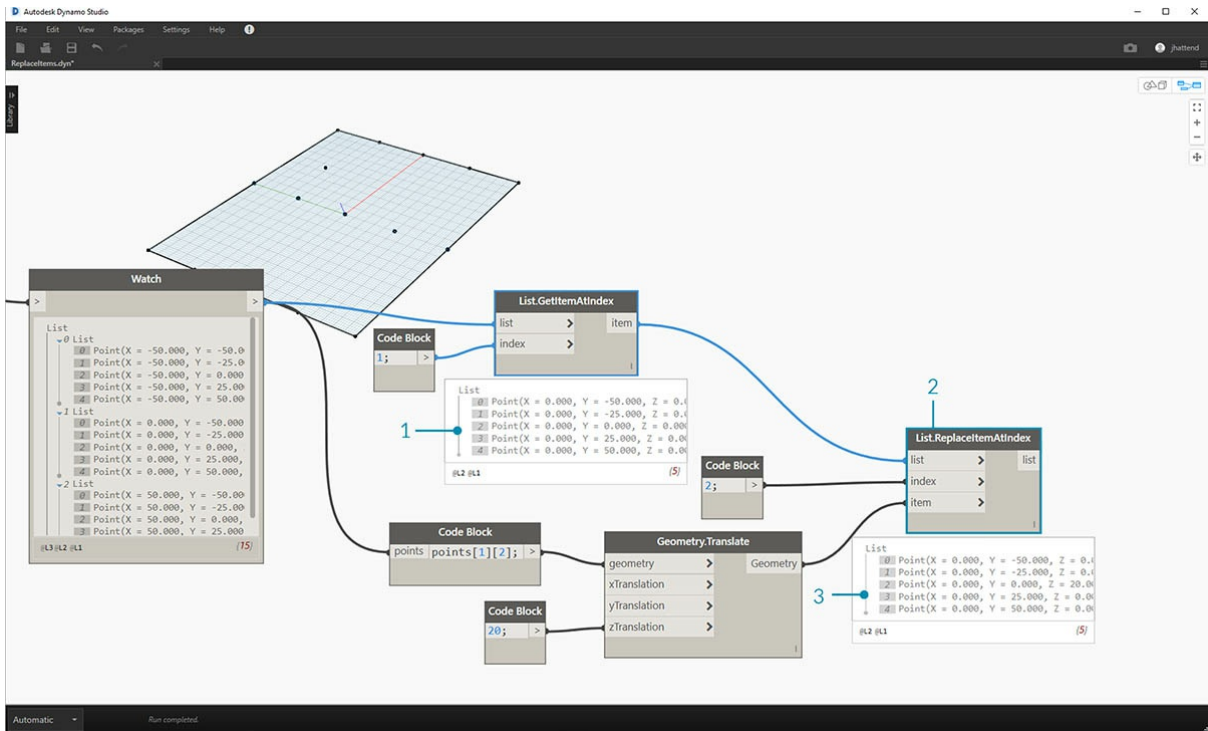 Autodesk Dynamo Studio
File Edit View Packages Settings Help
jhattend
ReplaceItems.dyn*
Library
Watch
> >
List
0 List
0 Point(X = -50.000, Y = -50.0
1 Point(X = -50.000, Y = -25.0
2 Point(X = -50.000, Y = 0.000
3 Point(X = -50.000, Y = 25.00
4 Point(X = -50.000, Y = 50.00
1 List
0 Point(X = 0.000, Y = -50.000
1 Point(X = 0.000, Y = -25.000
2 Point(X = 0.000, Y = 0.000,
3 Point(X = 0.000, Y = 25.000,
4 Point(X = 0.000, Y = 50.000,
2 List
0 Point(X = 50.000, Y = -50.00
1 Point(X = 50.000, Y = -25.00
2 Point(X = 50.000, Y = 0.000,
3 Point(X = 50.000, Y = 25.000
@L3 @L2 @L1 (15)
Code Block
1; >
List.GetItemAtIndex
list > item
index >
1
List
0 Point(X = 0.000, Y = -50.000, Z = 0.0
1 Point(X = 0.000, Y = -25.000, Z = 0.0
2 Point(X = 0.000, Y = 0.000, Z = 0.00
3 Point(X = 0.000, Y = 25.000, Z = 0.00
4 Point(X = 0.000, Y = 50.000, Z = 0.00
@L2 @L1 (5)
Code Block
points points[1][2]; >
Code Block
20; >
Geometry.Translate
geometry > Geometry
xTranslation >
yTranslation >
zTranslation >
Code Block
2; >
2
List.ReplaceItemAtIndex
list > list
index >
item >
3
List
0 Point(X = 0.000, Y = -50.000, Z = 0.0
1 Point(X = 0.000, Y = -25.000, Z = 0.0
2 Point(X = 0.000, Y = 0.000, Z = 20.00
3 Point(X = 0.000, Y = 25.000, Z = 0.00
4 Point(X = 0.000, Y = 50.000, Z = 0.00
@L2 @L1 (5)
Automatic Run completed.